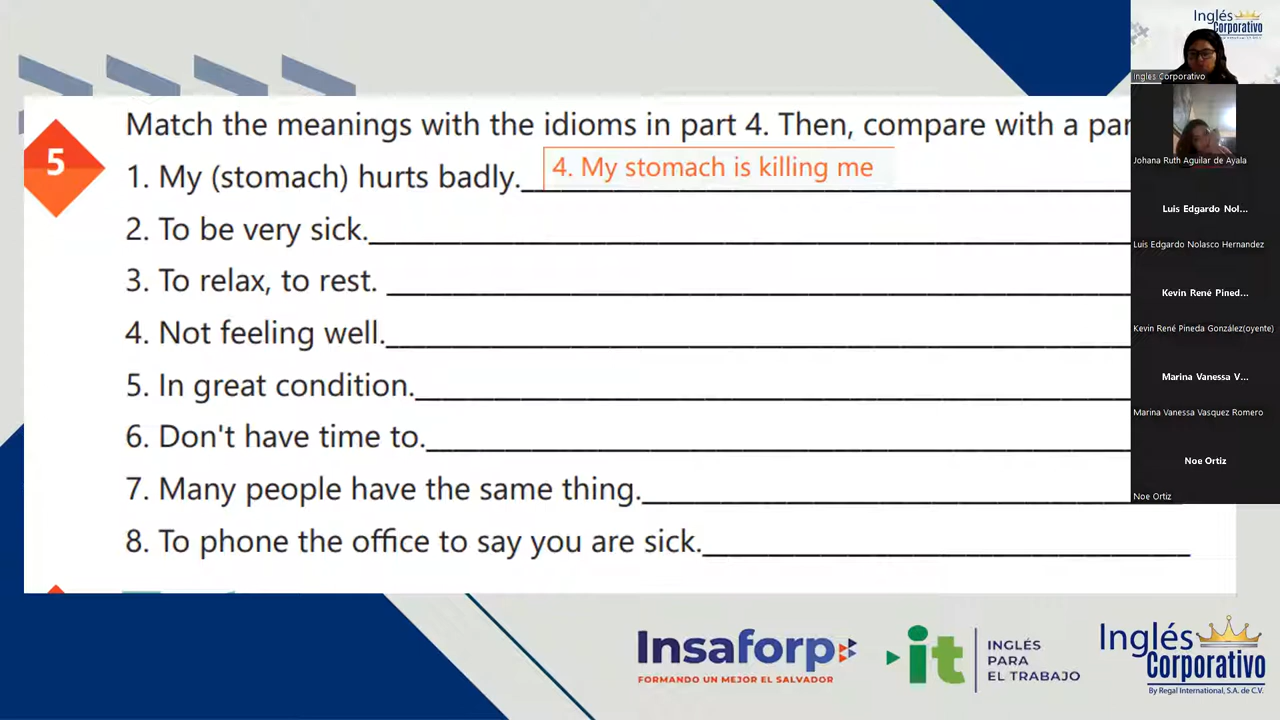 Match the meanings with the idioms in part 4. Then, compare with a par
5
1. My (stomach) hurts badly.
4. My stomach is killing me
2. To be very sick.
3. To relax, to rest.
4. Not feeling well.
5. In great condition.
6. Don't have time to.
7. Many people have the same thing.
8. To phone the office to say you are sick.
Inglés
Corporativo
Inglés Corporativo
Johana Ruth Aguilar de Ayala
Luis Edgardo Nol...
Luis Edgardo Nolasco Hernandez
Kevin René Pined...
Kevin René Pineda González(oyente)
Marina Vanessa V...
Marina Vanessa Vasquez Romero
Noe Ortiz
Noe Ortiz
Insaforp
FORMANDO UN MEJOR EL SALVADOR
it
INGLÉS
PARA
EL TRABAJO
Inglés
Corporativo
By Regal International, S.A. de C.V.